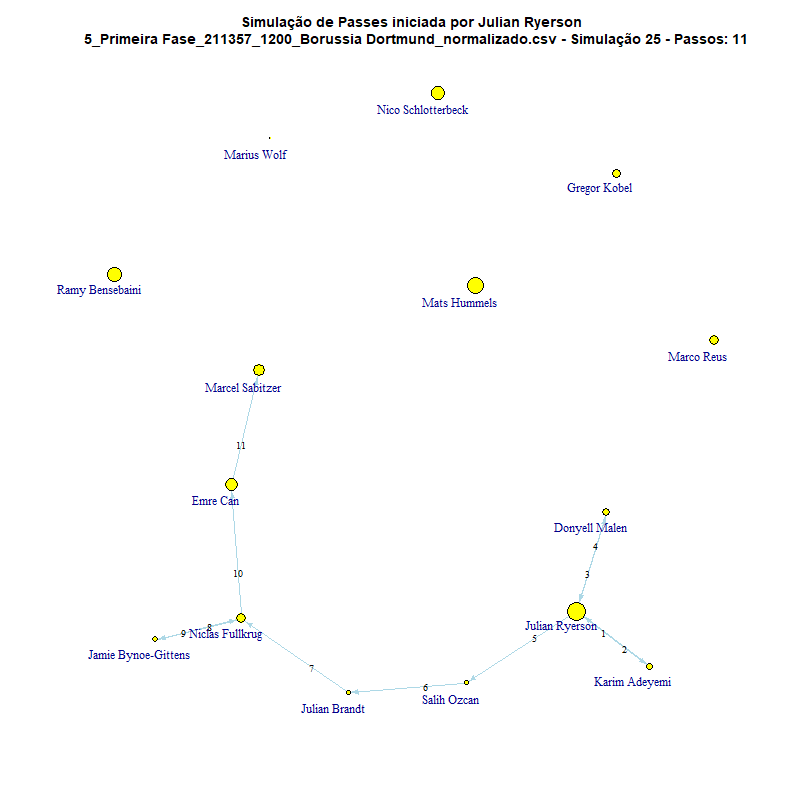 Simulação de Passes iniciada por Julian Ryerson
5_Primeira Fase_211357_1200_Borussia Dortmund_normalizado.csv - Simulação 25 - Passos: 11
Nico Schlotterbeck
Marius Wolf
Gregor Kobel
Ramy Bensebaini
Mats Hummels
Marco Reus
Marcel Sabitzer
11
Emre Can
Donyell Malen
4
10
3
Julian Ryerson
9
8
Niclas Fullkrug
1
5
2
Jamie Bynoe-Gittens
7
Karim Adeyemi
6
Salih Ozcan
Julian Brandt